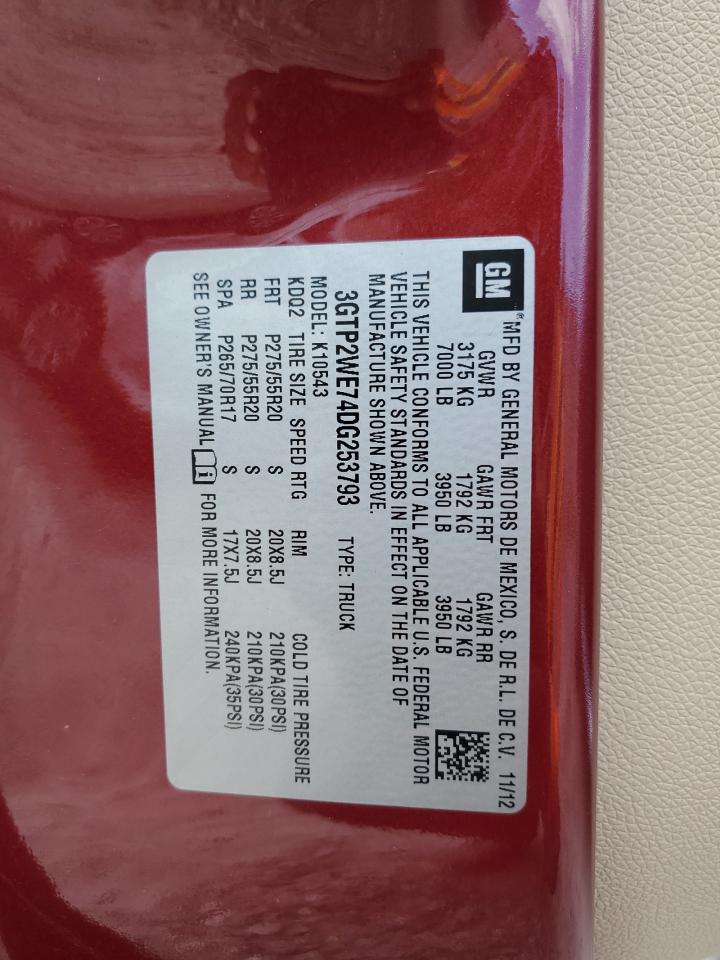 GM
® MFD BY GENERAL MOTORS DE MEXICO, S. DE R.L. DE C.V. 11/12
GVWR GAWR FRT GAWR RR
3175 KG 1792 KG 1792 KG
7000 LB 3950 LB 3950 LB
THIS VEHICLE CONFORMS TO ALL APPLICABLE U.S. FEDERAL MOTOR
VEHICLE SAFETY STANDARDS IN EFFECT ON THE DATE OF
MANUFACTURE SHOWN ABOVE.
3GTP2WE74DG253793 TYPE: TRUCK
MODEL: K10543
KDQ2 TIRE SIZE SPEED RTG RIM COLD TIRE PRESSURE
FRT P275/55R20 S 20X8.5J 210KPA(30PSI)
RR P275/55R20 S 20X8.5J 210KPA(30PSI)
SPA P265/70R17 S 17X7.5J 240KPA(35PSI)
SEE OWNER'S MANUAL i FOR MORE INFORMATION.